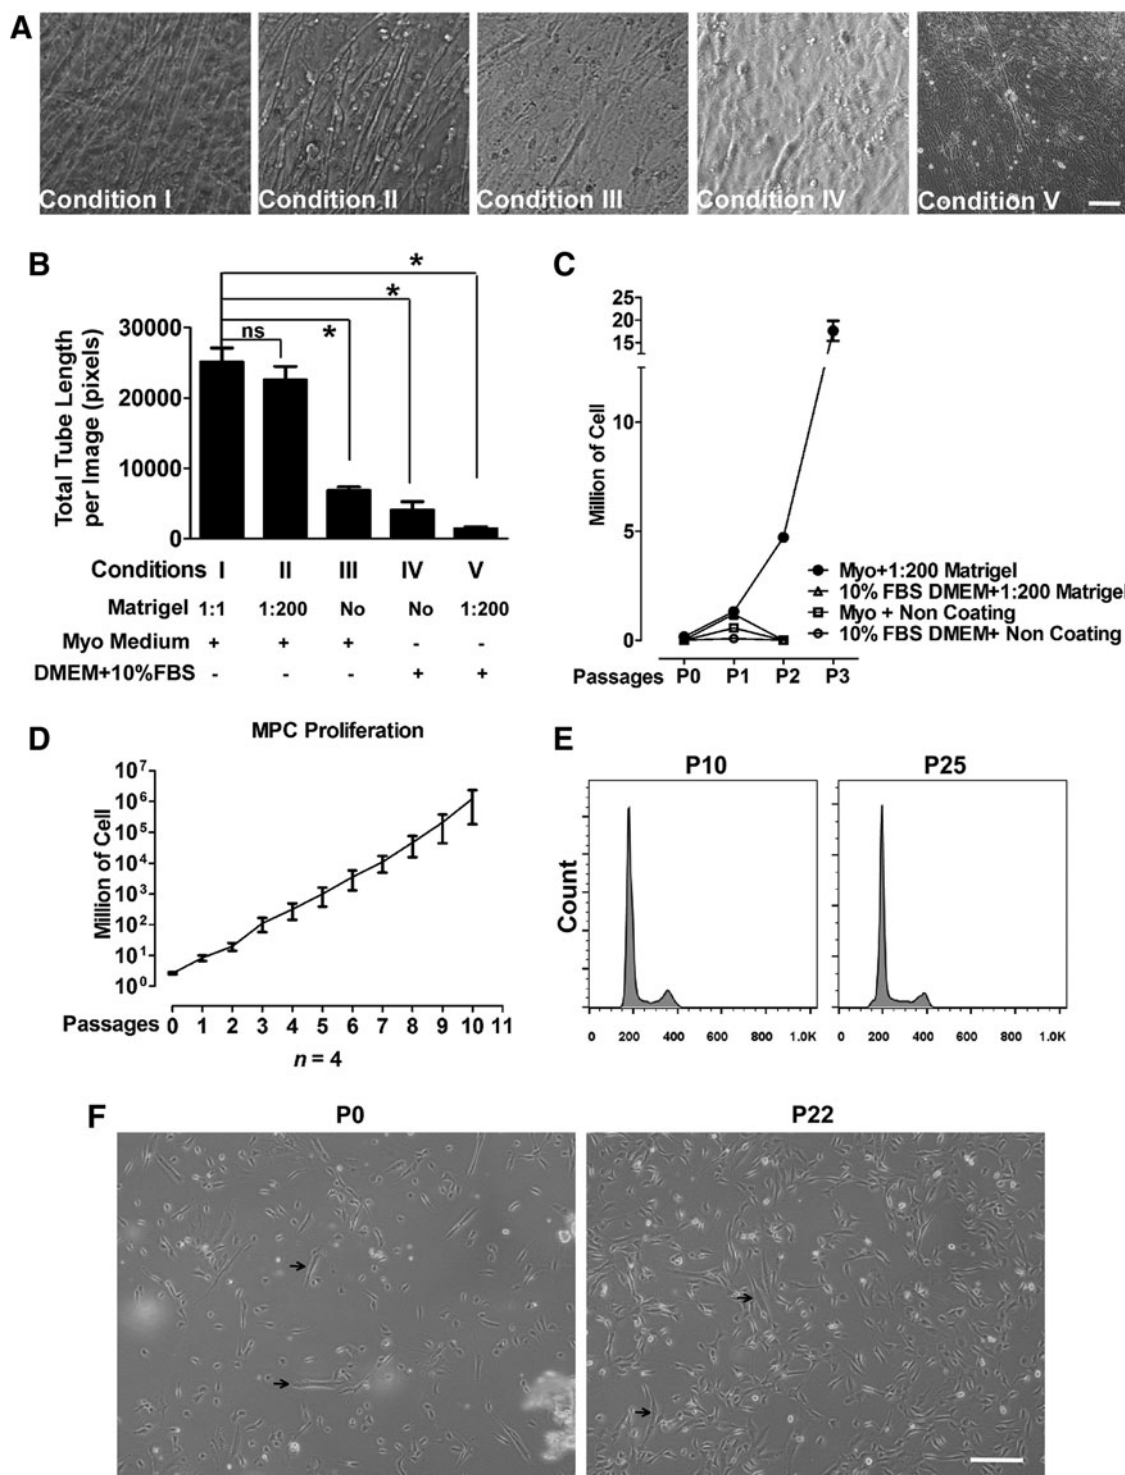 A
Condition I
Condition II
Condition III
Condition IV
Condition V
B
Total Tube Length
per Image (pixels)
30000
20000
10000
0
ns
*
*
*
Conditions I II III IV V
Matrigel 1:1 1:200 No No 1:200
Myo Medium + + + - -
DMEM+10%FBS - - - + +
C
Million of Cell
25
20
15
10
5
0
Myo+1:200 Matrigel
10% FBS DMEM+1:200 Matrigel
Myo + Non Coating
10% FBS DMEM+ Non Coating
Passages P0 P1 P2 P3
D
MPC Proliferation
Million of Cell
10⁷
10⁶
10⁵
10⁴
10³
10²
10¹
10⁰
Passages 0 1 2 3 4 5 6 7 8 9 10 11
n = 4
E
P10
P25
Count
0 200 400 600 800 1.0K
0 200 400 600 800 1.0K
F
P0
P22